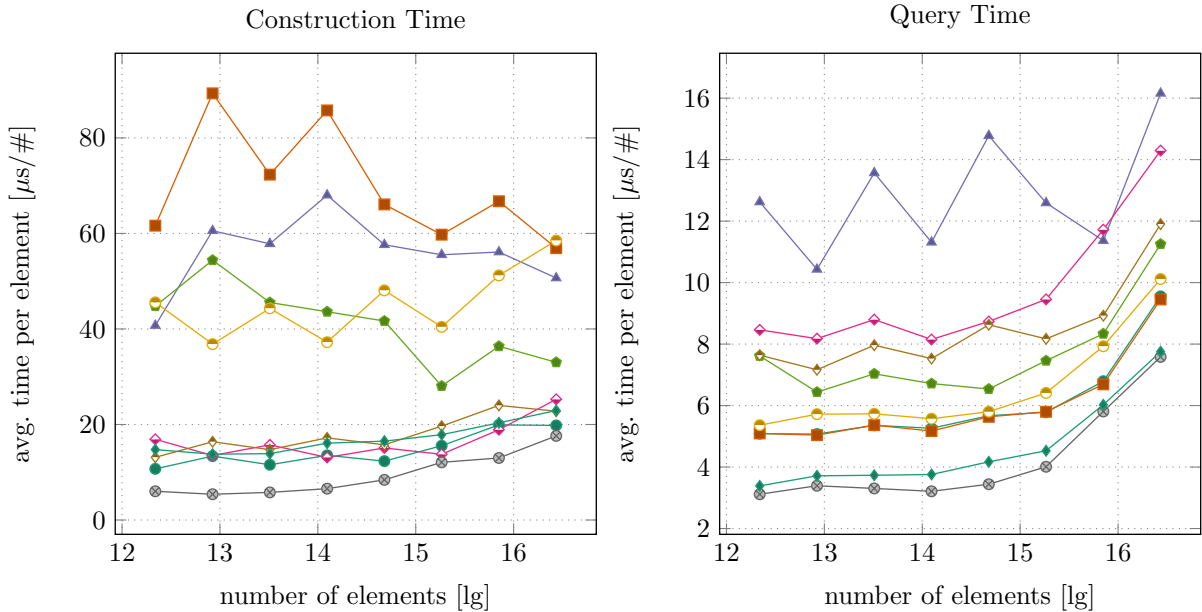 Construction Time
avg. time per element [μs/#]
80
60
40
20
0
12 13 14 15 16
number of elements [lg]
Query Time
avg. time per element [μs/#]
16
14
12
10
8
6
4
2
12 13 14 15 16
number of elements [lg]